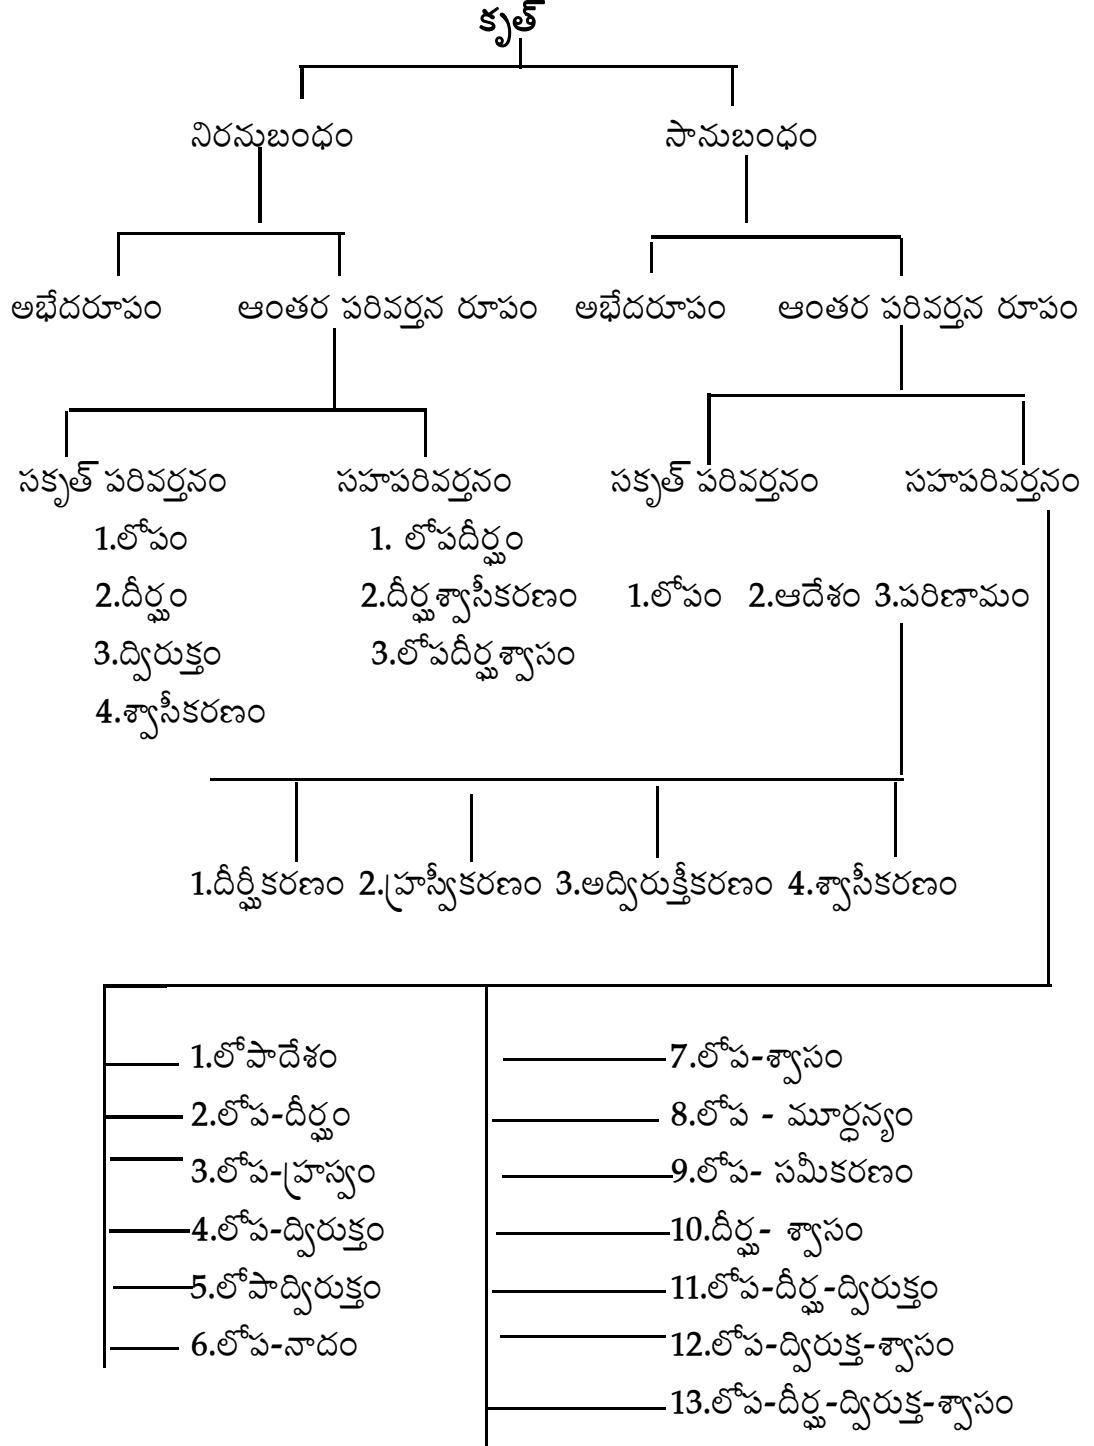 కృత్
నిరనుబంధం సానుబంధం
అభేదరూపం ఆంతర పరివర్తన రూపం అభేదరూపం ఆంతర పరివర్తన రూపం
సకృత్ పరివర్తనం సహపరివర్తనం సకృత్ పరివర్తనం సహపరివర్తనం
1.లోపం 1. లోపదీర్ఘం
2.దీర్ఘం 2.దీర్ఘశ్వాసీకరణం 1.లోపం 2.ఆదేశం 3.పరిణామం
3.ద్విరుక్తం 3.లోపదీర్ఘశ్వాసం
4.శ్వాసీకరణం
1.దీర్ఘీకరణం 2.హ్రస్వీకరణం 3.అద్విరుక్తీకరణం 4.శ్వాసీకరణం
1.లోపాదేశం 7.లోప-శ్వాసం
2.లోప-దీర్ఘం 8.లోప - మూర్ధన్యం
3.లోప-హ్రస్వం 9.లోప- సమీకరణం
4.లోప-ద్విరుక్తం 10.దీర్ఘ- శ్వాసం
5.లోపాద్విరుక్తం 11.లోప-దీర్ఘ-ద్విరుక్తం
6.లోప-నాదం 12.లోప-ద్విరుక్త-శ్వాసం
13.లోప-దీర్ఘ-ద్విరుక్త-శ్వాసం